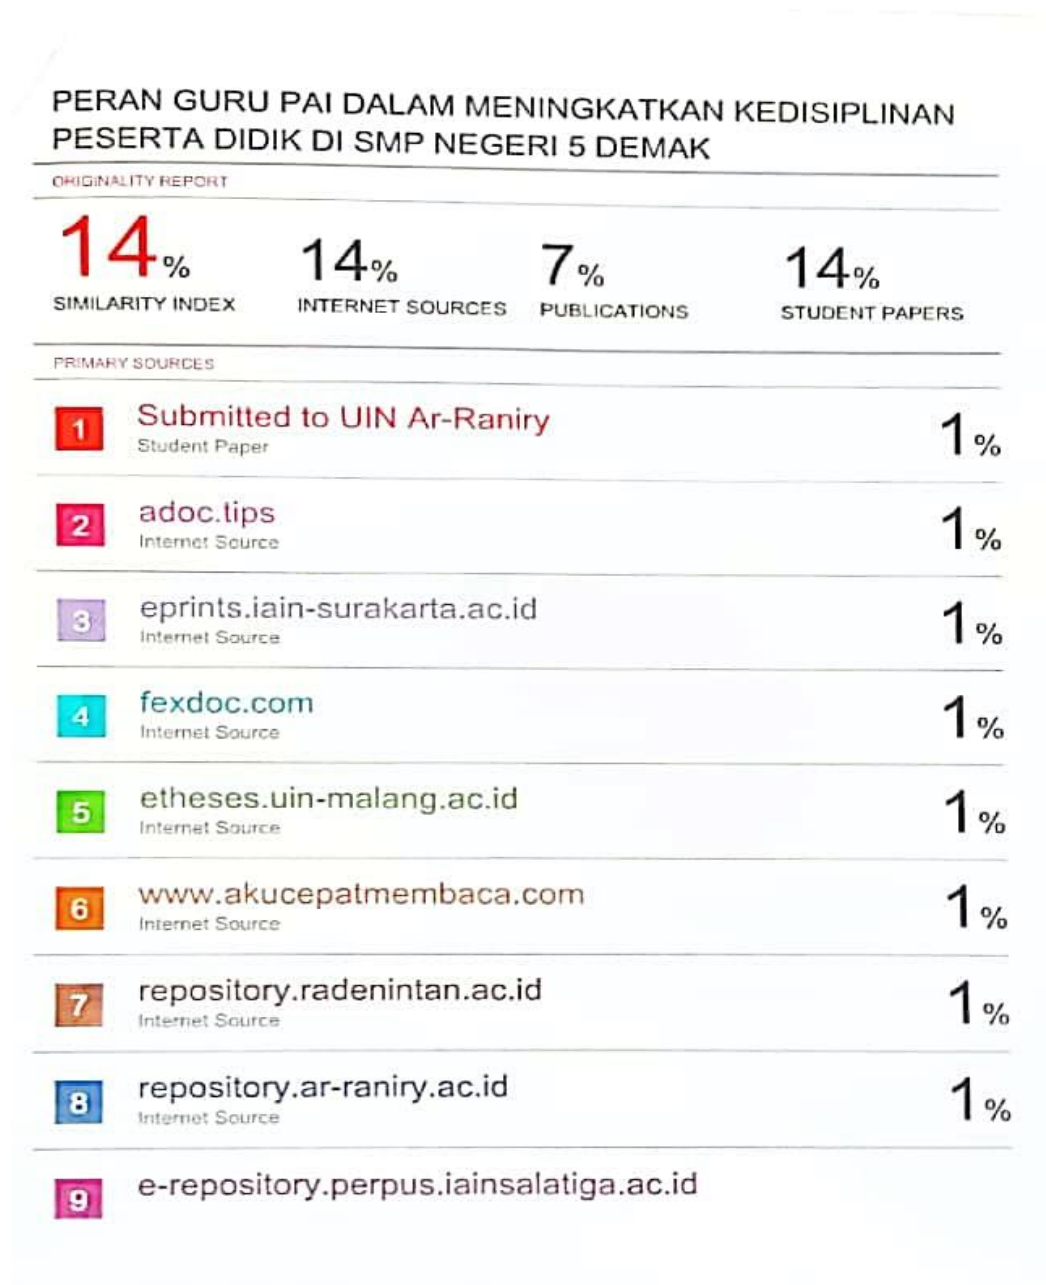 PERAN GURU PAI DALAM MENINGKATKAN KEDISIPLINAN
PESERTA DIDIK DI SMP NEGERI 5 DEMAK
ORIGINALITY REPORT
14% 14% 7% 14%
SIMILARITY INDEX INTERNET SOURCES PUBLICATIONS STUDENT PAPERS
PRIMARY SOURCES
1 Submitted to UIN Ar-Raniry 1%
Student Paper
2 adoc.tips 1%
Internet Source
3 eprints.iain-surakarta.ac.id 1%
Internet Source
4 fexdoc.com 1%
Internet Source
5 etheses.uin-malang.ac.id 1%
Internet Source
6 www.akucepatmembaca.com 1%
Internet Source
7 repository.radenintan.ac.id 1%
Internet Source
8 repository.ar-raniry.ac.id 1%
Internet Source
9 e-repository.perpus.iainsalatiga.ac.id